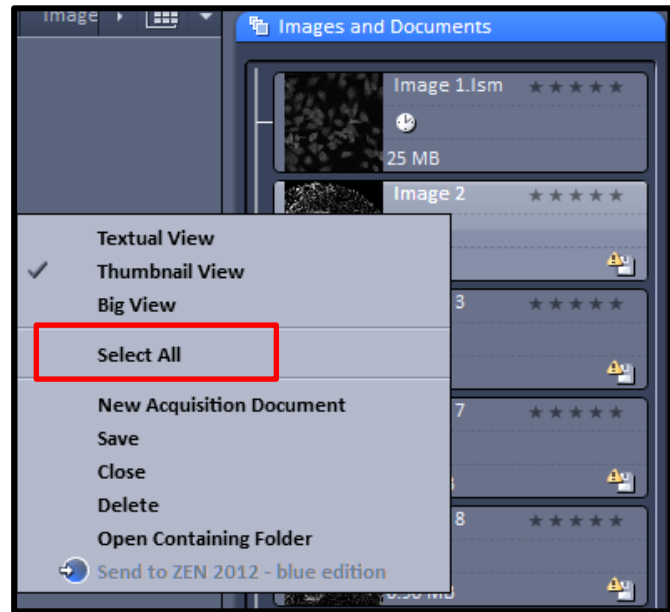 Image
Images and Documents
Image 1.lsm
25 MB
Image 2
Textual View
Thumbnail View
Big View
3
Select All
New Acquisition Document
7
Save
Close
Delete
Open Containing Folder
8
Send to ZEN 2012 - blue edition